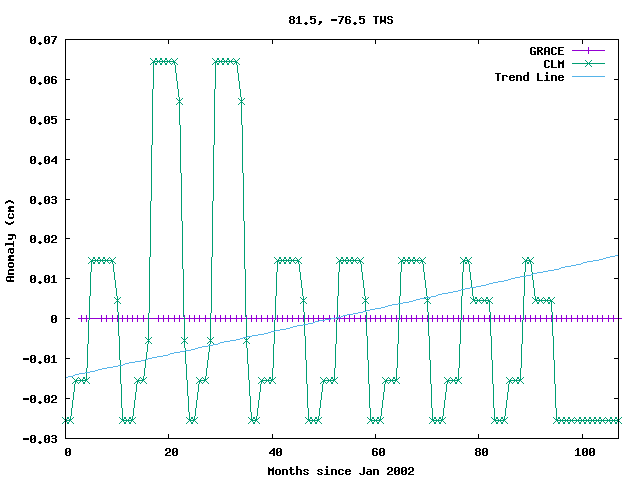 81.5, -76.5 TWS
0.07
GRACE
CLM
Trend Line
0.06
0.05
0.04
0.03
0.02
0.01
0
-0.01
-0.02
-0.03
Anomaly (cm)
0 20 40 60 80 100
Months since Jan 2002